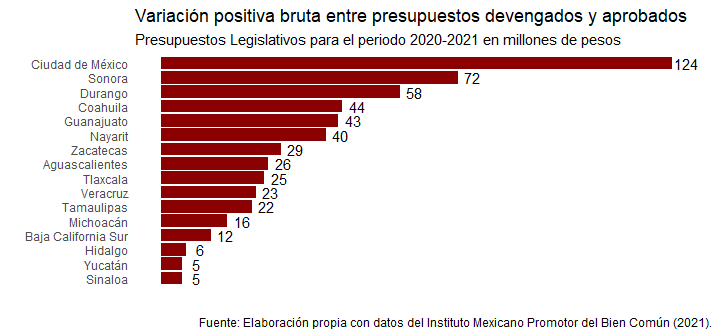 Variación positiva bruta entre presupuestos devengados y aprobados
Presupuestos Legislativos para el periodo 2020-2021 en millones de pesos
Ciudad de México 124
Sonora 72
Durango 58
Coahuila 44
Guanajuato 43
Nayarit 40
Zacatecas 29
Aguascalientes 26
Tlaxcala 25
Veracruz 23
Tamaulipas 22
Michoacán 16
Baja California Sur 12
Hidalgo 6
Yucatán 5
Sinaloa 5
Fuente: Elaboración propia con datos del Instituto Mexicano Promotor del Bien Común (2021).